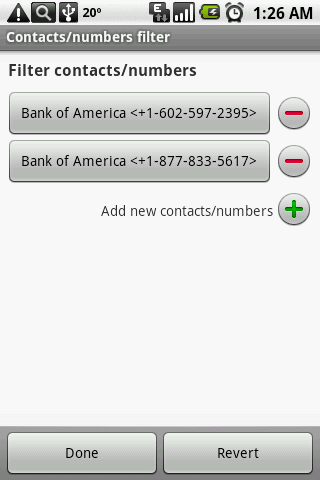 20°
E
1:26 AM
Contacts/numbers filter
Filter contacts/numbers
Bank of America <+1-602-597-2395>
Bank of America <+1-877-833-5617>
Add new contacts/numbers
Done
Revert